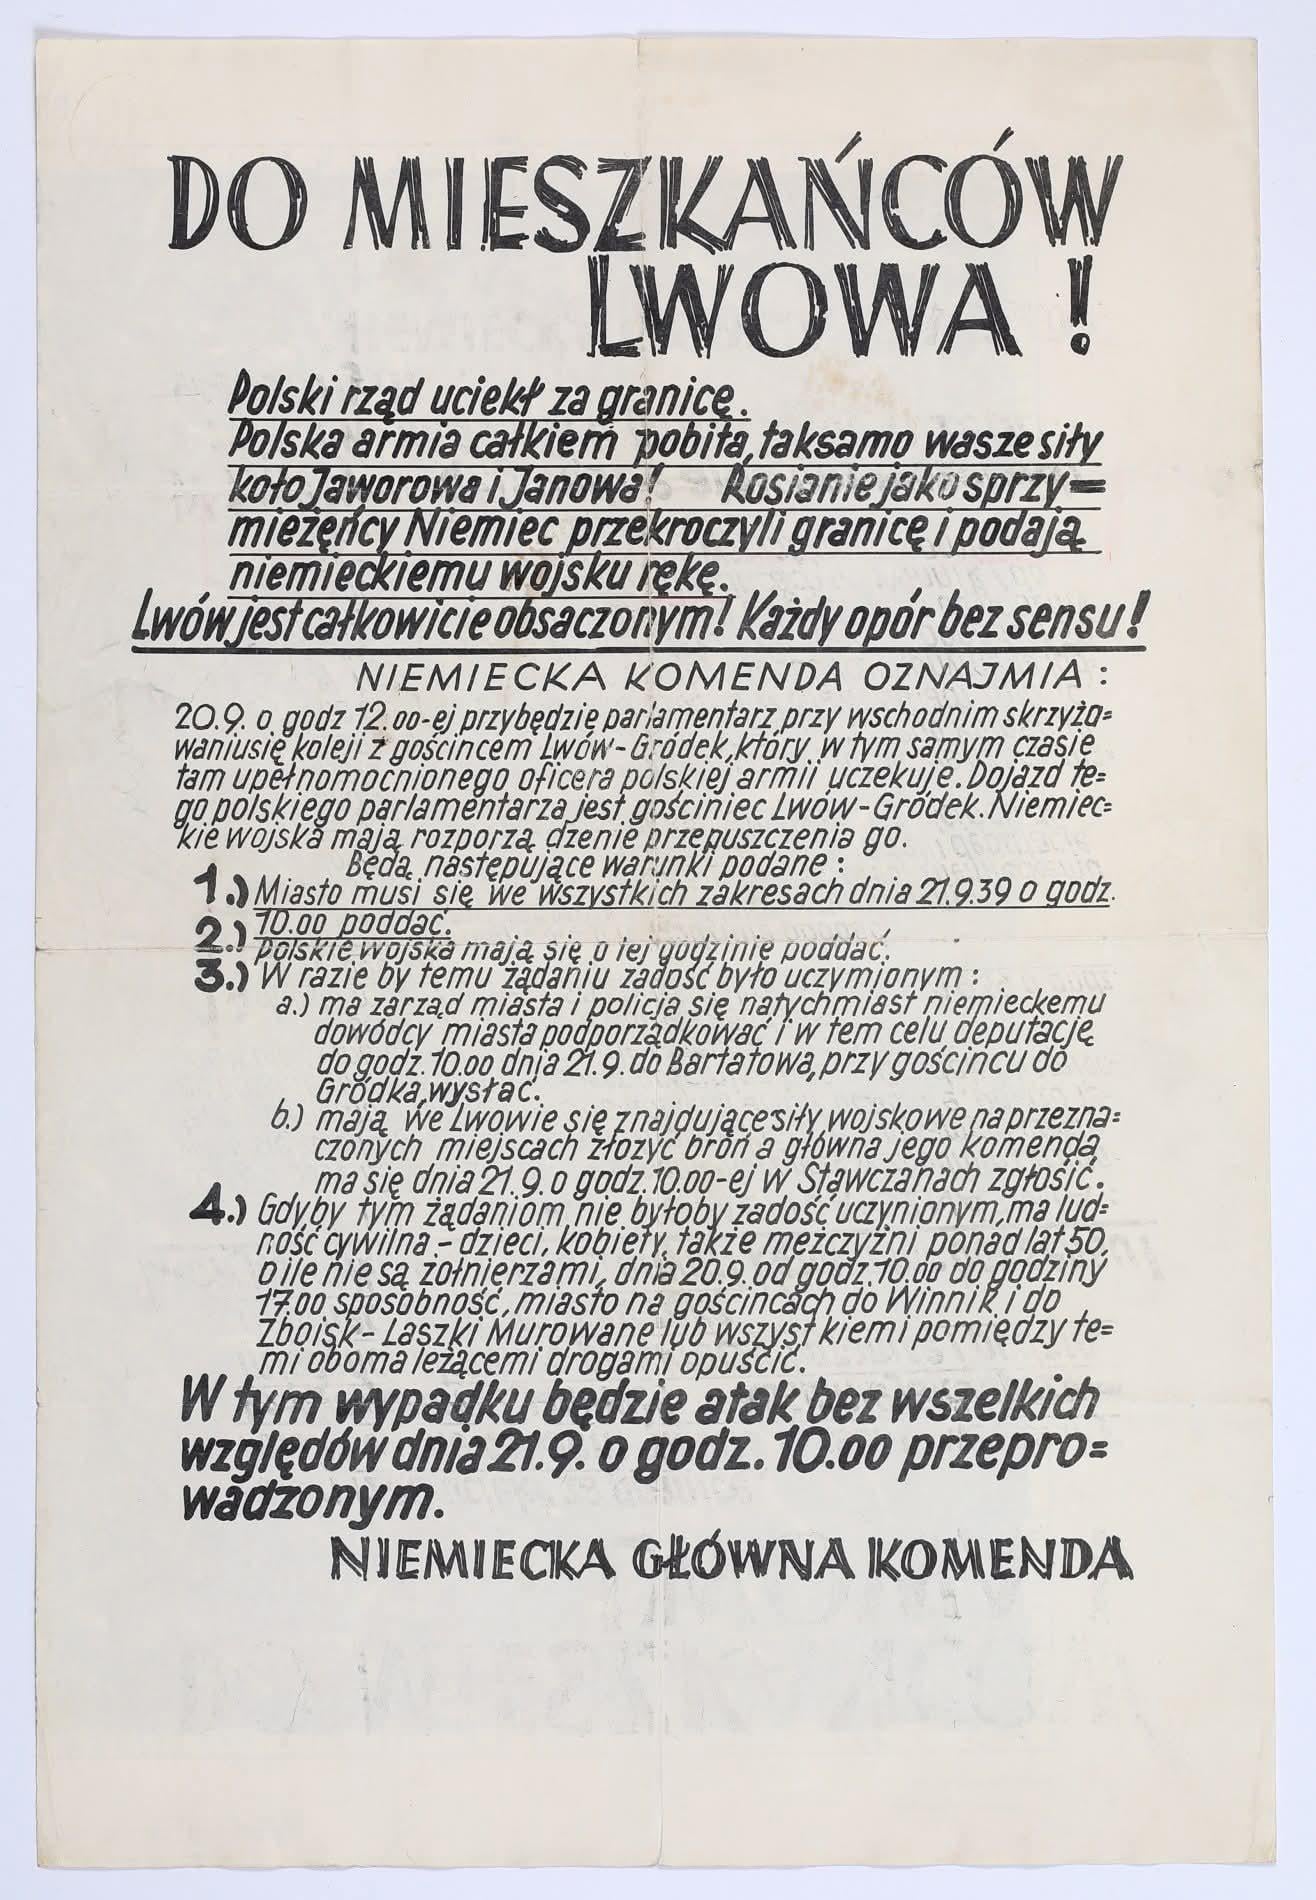 DO MIESZKAŃCÓW
LWOWA !
Polski rząd uciekł za granicę.
Polska armia całkiem pobita, taksamo wasze siły
koło Jaworowa i Janowa! Rosianie jako sprzy=
mieżęńcy Niemiec przekroczyli granicę i podają
niemieckiemu wojsku rękę.
Lwów jest całkowicie obsaczonym! Każdy opór bez sensu!
NIEMIECKA KOMENDA OZNAJMIA :
20.9. o godz 12.00-ej przybędzie parlamentarz przy wschodnim skrzyża=
waniusię koleji z gościncem Lwów-Gródek, który w tym samym czasie
tam upełnomocnionego oficera polskiej armii uczekuje. Dojazd te=
go polskiego parlamentarza jest gościniec Lwów-Gródek. Niemiec=
kie wojska mają rozporzą dzenie przepuszczenia go.
Będą następujące warunki podane :
1.) Miasto musi się we wszystkich zakresach dnia 21.9.39 o godz.
10.00 poddać.
2.) Polskie wojska mają się o tej godzinie poddać.
3.) W razie by temu żądaniu zadość było uczymionym :
a.) ma zarząd miasta i policja się natychmiast niemieckemu
dowódcy miasta podporządkować i w tem celu deputację
do godz. 10.00 dnia 21.9. do Bartatowa, przy gościncu do
Gródka, wysłać.
b.) mają we Lwowie się znajdujące siły wojskowe na przezna=
czonych miejscach złożyć broń a główna jego komenda
ma się dnia 21.9. o godz. 10.00-ej w Stawczanach zgłosić.
4.) Gdyby tym żądaniom nie byłoby zadość uczynionym, ma lud=
ność cywilna - dzieci, kobiety, także mężczyźni ponad lat 50,
o ile nie są żołnierzami, dnia 20.9. od godz. 10.00 do godziny
17.00 sposobność, miasto na gościncach do Winnik i do
Zboisk - Laszki Murowane lub wszyst kiemi pomiędzy te=
mi oboma leżącemi drogami opuścić.
W tym wypadku będzie atak bez wszelkich
względów dnia 21.9. o godz. 10.00 przepro=
wadzonym.
NIEMIECKA GŁÓWNA KOMENDA